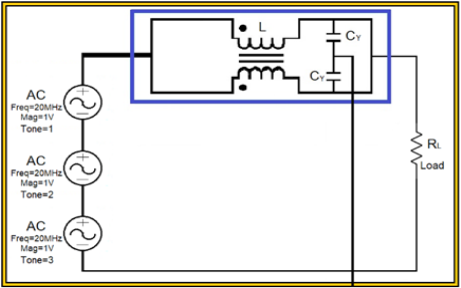 L
CY
CY
AC
Freq=20MHz
Mag=1V
Tone=1
AC
Freq=20MHz
Mag=1V
Tone=2
AC
Freq=20MHz
Mag=1V
Tone=3
RL
Load